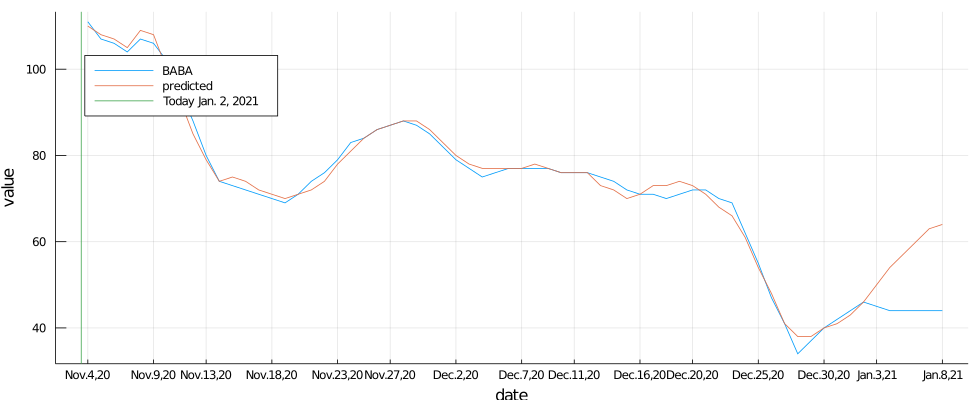 100
80
60
40
value
BABA
predicted
Today Jan. 2, 2021
Nov.4,20 Nov.9,20 Nov.13,20 Nov.18,20 Nov.23,20 Nov.27,20 Dec.2,20 Dec.7,20 Dec.11,20 Dec.16,20 Dec.20,20 Dec.25,20 Dec.30,20 Jan.3,21 Jan.8,21
date